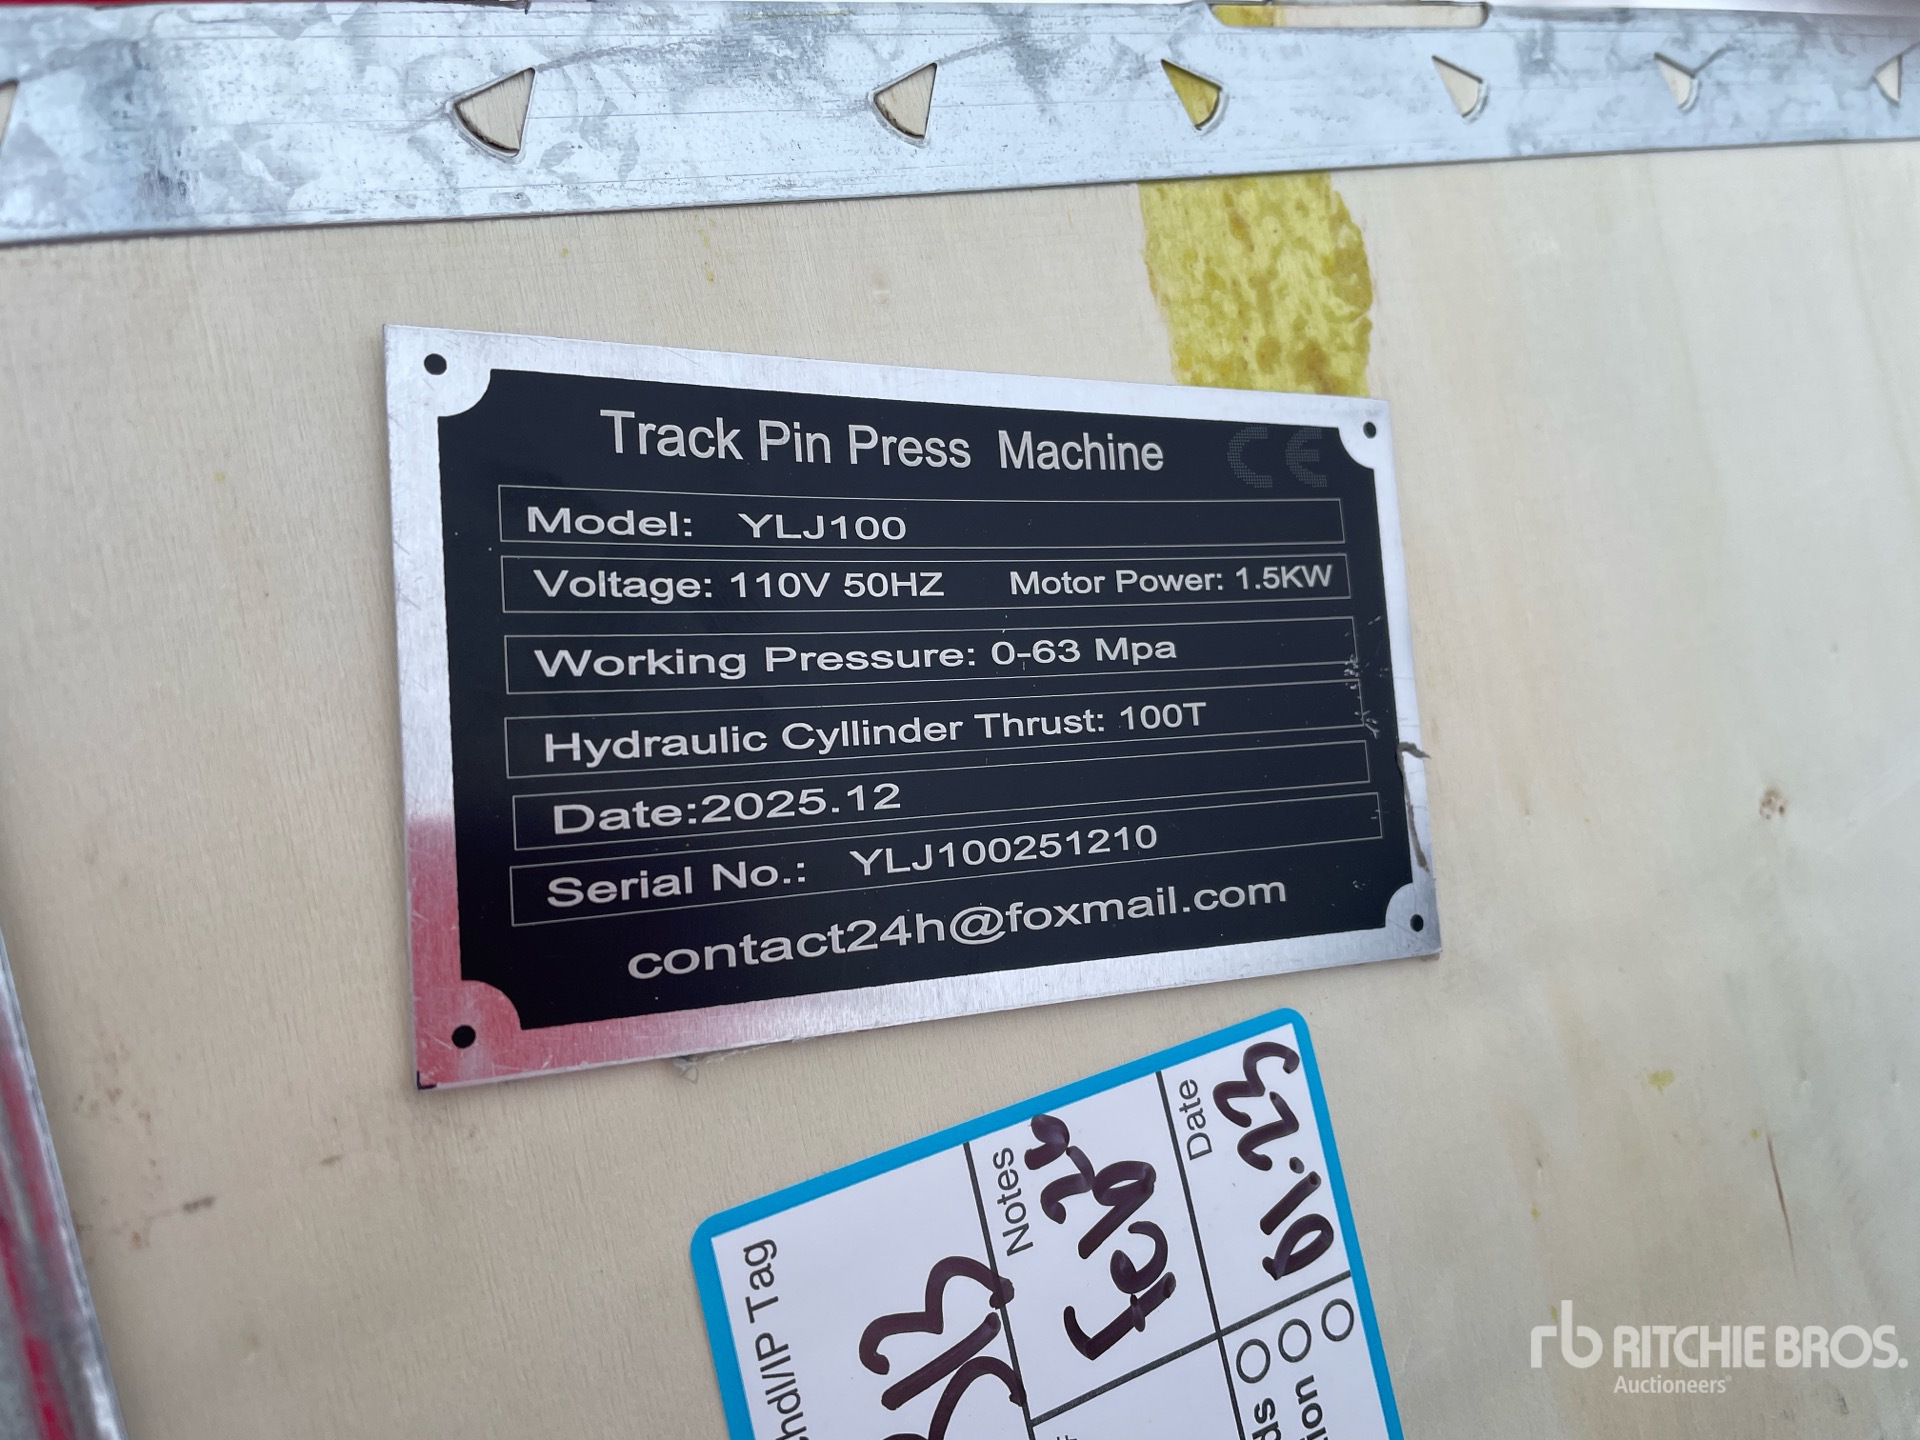 Track Pin Press Machine CE
Model: YLJ100
Voltage: 110V 50HZ Motor Power: 1.5KW
Working Pressure: 0-63 Mpa
Hydraulic Cyllinder Thrust: 100T
Date:2025.12
Serial No.: YLJ100251210
contact24h@foxmail.com
Date
Notes
Feb
Tag
rb RITCHIE BROS.
Auctioneers